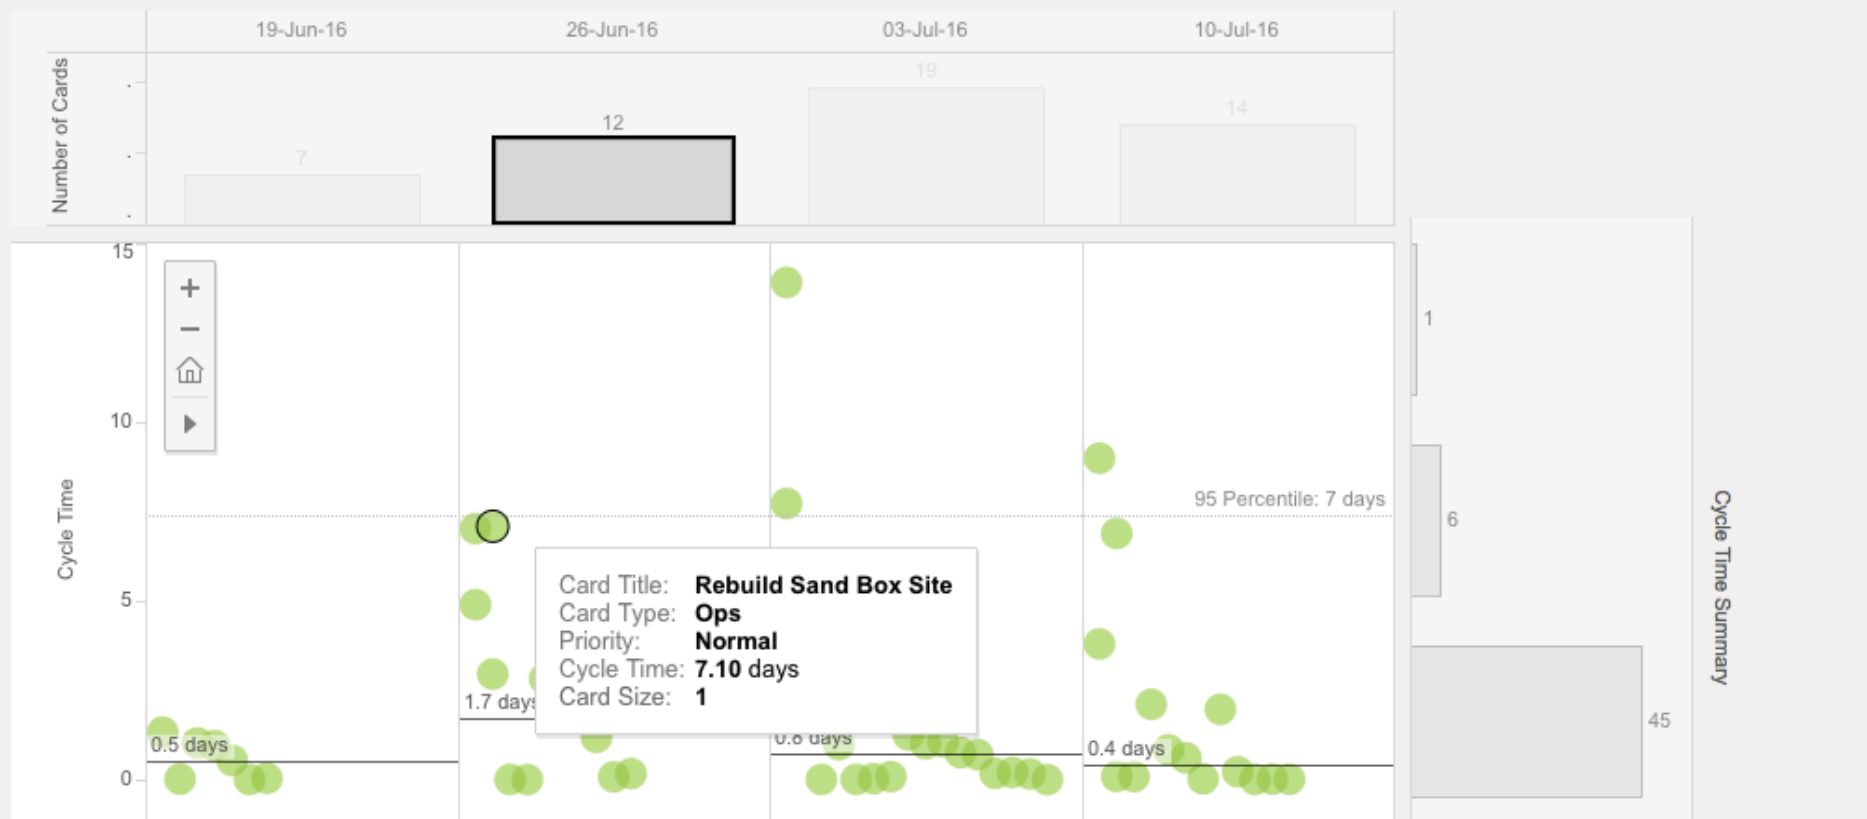 19-Jun-16 26-Jun-16 03-Jul-16 10-Jul-16
Number of Cards
7
12
19
14
15
10
5
0
Cycle Time
95 Percentile: 7 days
Card Title: Rebuild Sand Box Site
Card Type: Ops
Priority: Normal
Cycle Time: 7.10 days
Card Size: 1
0.5 days
1.7 days
0.8 days
0.4 days
1
6
45
Cycle Time Summary